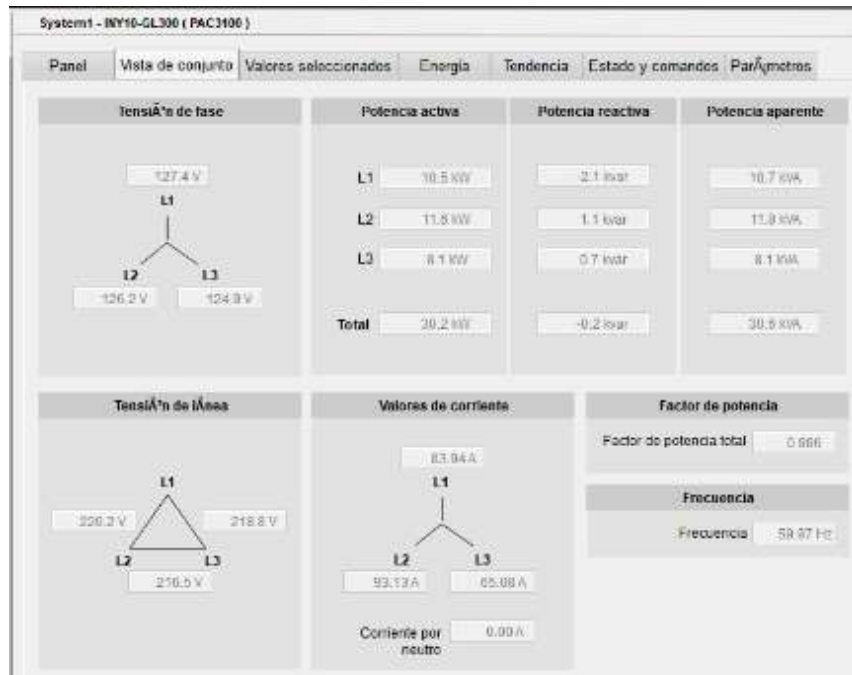 System1 - INY10-GL300 ( PAC3100 )
Panel Vista de conjunto Valores seleccionados Energía Tendencia Estado y comandos ParÃ¡metros
TensiÃ³n de fase
127.4 V
L1
L2 L3
126.2 V 124.9 V
Potencia activa Potencia reactiva Potencia aparente
L1 10.5 kW -2.1 kvar 10.7 kVA
L2 11.6 kW 1.1 kvar 11.8 kVA
L3 8.1 kW 0.7 kvar 8.1 kVA
Total 30.2 kW -0.2 kvar 30.6 kVA
TensiÃ³n de lÃ­nea
L1
220.2 V 218.8 V
L2 L3
216.5 V
Valores de corriente
83.94 A
L1
L2 L3
93.13 A 65.08 A
Corriente por neutro 0.00 A
Factor de potencia
Factor de potencia total
Frecuencia
Frecuencia 59.97 Hz